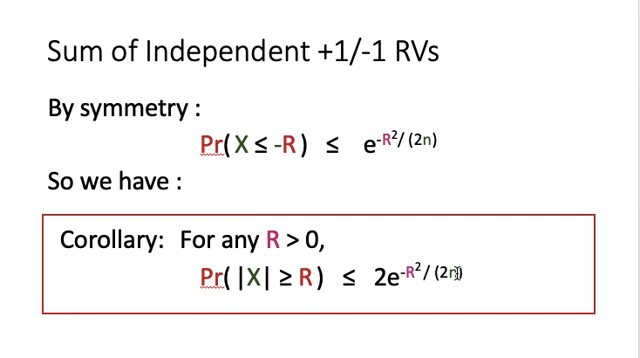 Sum of Independent +1/-1 RVs
By symmetry :
Pr( X ≤ -R ) ≤ e^-R²/ (2n)
So we have :
Corollary: For any R > 0,
Pr( |X| ≥ R ) ≤ 2e^-R²/ (2n)